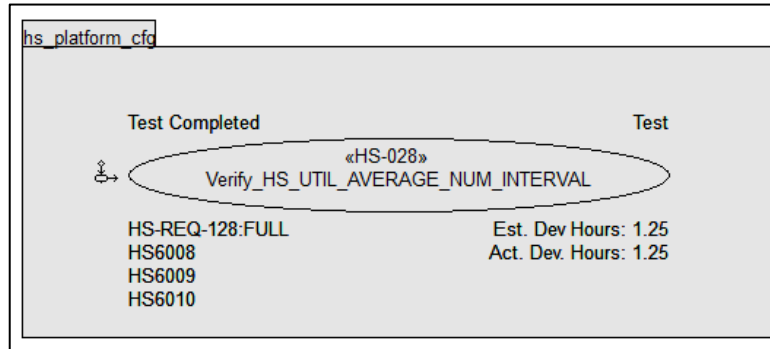 hs_platform_cfg
Test Completed Test
«HS-028»
Verify_HS_UTIL_AVERAGE_NUM_INTERVAL
HS-REQ-128:FULL Est. Dev Hours: 1.25
HS6008 Act. Dev. Hours: 1.25
HS6009
HS6010